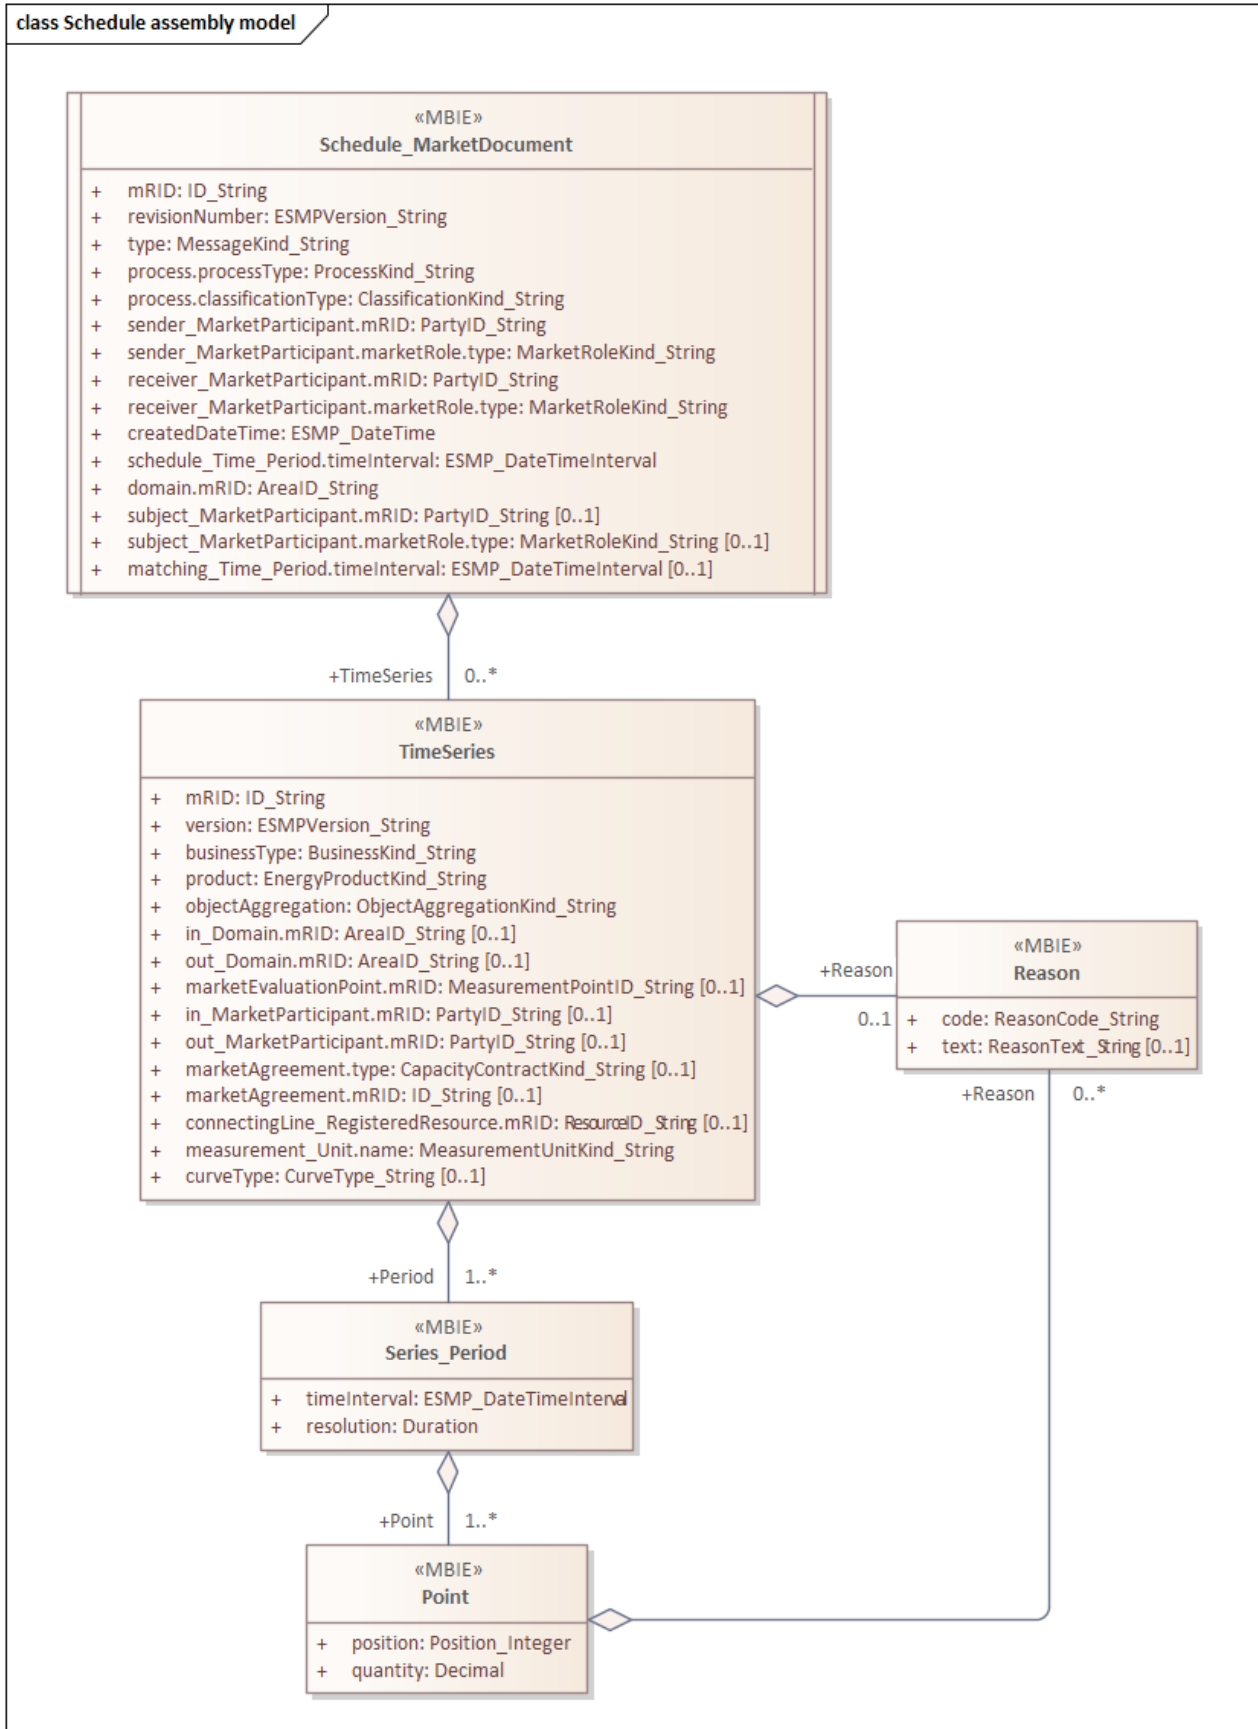 class Schedule assembly model
«MBIE»
Schedule_MarketDocument
+ mRID: ID_String
+ revisionNumber: ESMPVersion_String
+ type: MessageKind_String
+ process.processType: ProcessKind_String
+ process.classificationType: ClassificationKind_String
+ sender_MarketParticipant.mRID: PartyID_String
+ sender_MarketParticipant.marketRole.type: MarketRoleKind_String
+ receiver_MarketParticipant.mRID: PartyID_String
+ receiver_MarketParticipant.marketRole.type: MarketRoleKind_String
+ createdDateTime: ESMP_DateTime
+ schedule_Time_Period.timeInterval: ESMP_DateTimeInterval
+ domain.mRID: AreaID_String
+ subject_MarketParticipant.mRID: PartyID_String [0..1]
+ subject_MarketParticipant.marketRole.type: MarketRoleKind_String [0..1]
+ matching_Time_Period.timeInterval: ESMP_DateTimeInterval [0..1]
+TimeSeries 0..*
«MBIE»
TimeSeries
+ mRID: ID_String
+ version: ESMPVersion_String
+ businessType: BusinessKind_String
+ product: EnergyProductKind_String
+ objectAggregation: ObjectAggregationKind_String
+ in_Domain.mRID: AreaID_String [0..1]
+ out_Domain.mRID: AreaID_String [0..1]
+ marketEvaluationPoint.mRID: MeasurementPointID_String [0..1]
+ in_MarketParticipant.mRID: PartyID_String [0..1]
+ out_MarketParticipant.mRID: PartyID_String [0..1]
+ marketAgreement.type: CapacityContractKind_String [0..1]
+ marketAgreement.mRID: ID_String [0..1]
+ connectingLine_RegisteredResource.mRID: ResourceID_String [0..1]
+ measurement_Unit.name: MeasurementUnitKind_String
+ curveType: CurveType_String [0..1]
+Reason
0..1
«MBIE»
Reason
+ code: ReasonCode_String
+ text: ReasonText_String [0..1]
+Reason 0..*
+Period 1..*
«MBIE»
Series_Period
+ timeInterval: ESMP_DateTimeInterval
+ resolution: Duration
+Point 1..*
«MBIE»
Point
+ position: Position_Integer
+ quantity: Decimal